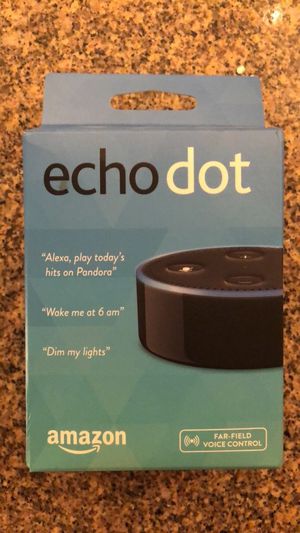 echo dot
"Alexa, play today's
hits on Pandora"
"Wake me at 6 am"
"Dim my lights"
amazon
FAR-FIELD
VOICE CONTROL